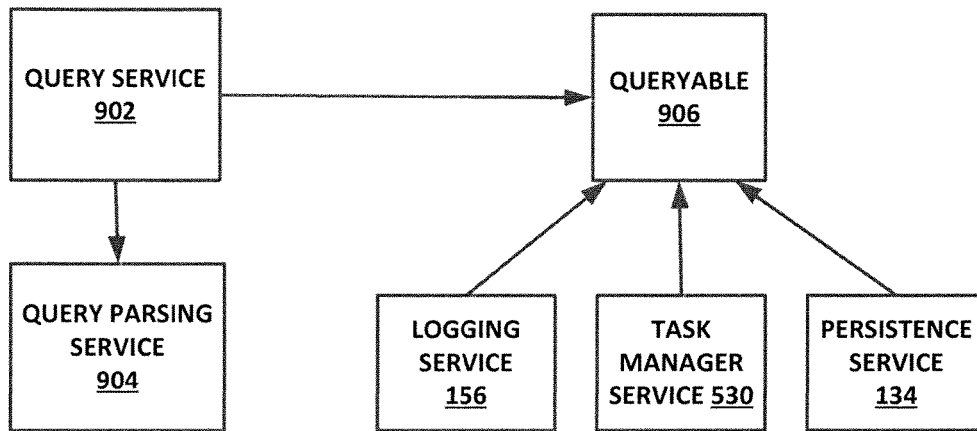 QUERY SERVICE
902
QUERYABLE
906
QUERY PARSING
SERVICE
904
LOGGING
SERVICE
156
TASK
MANAGER
SERVICE 530
PERSISTENCE
SERVICE
134